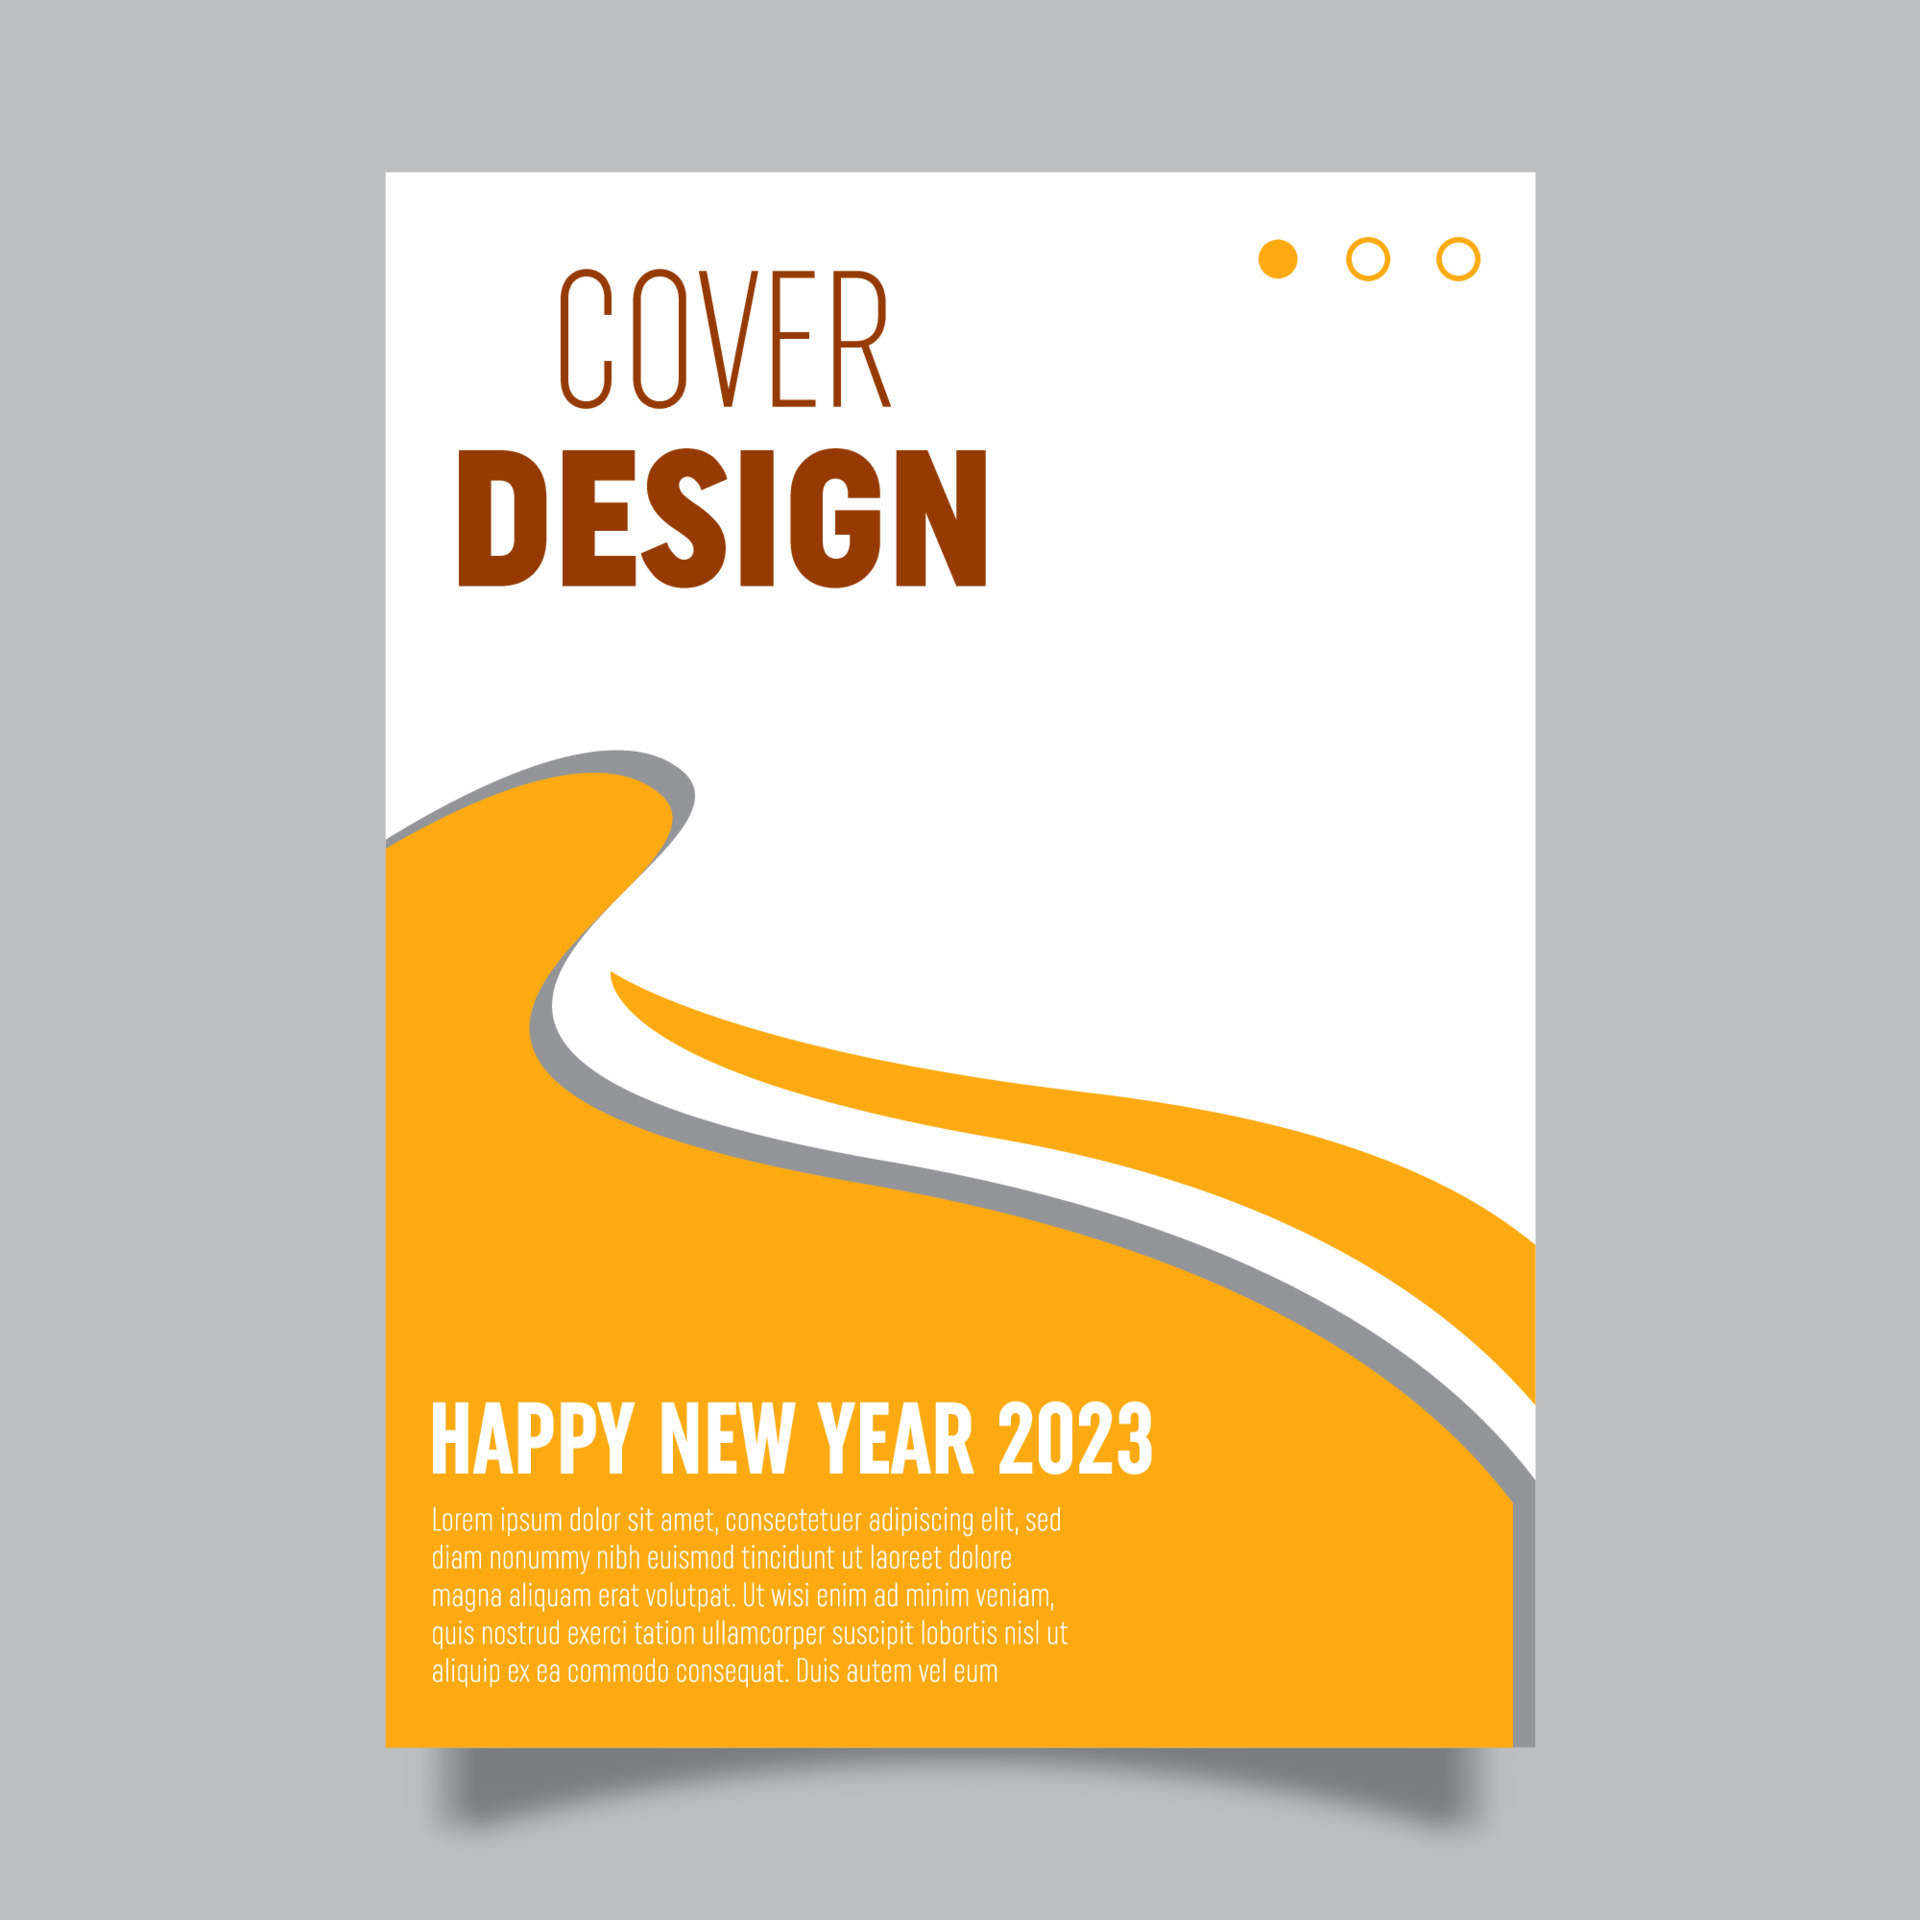 COVER
DESIGN
HAPPY NEW YEAR 2023
Lorem ipsum dolor sit amet, consectetuer adipiscing elit, sed
diam nonummy nibh euismod tincidunt ut laoreet dolore
magna aliquam erat volutpat. Ut wisi enim ad minim veniam,
quis nostrud exerci tation ullamcorper suscipit lobortis nisl ut
aliquip ex ea commodo consequat. Duis autem vel eum